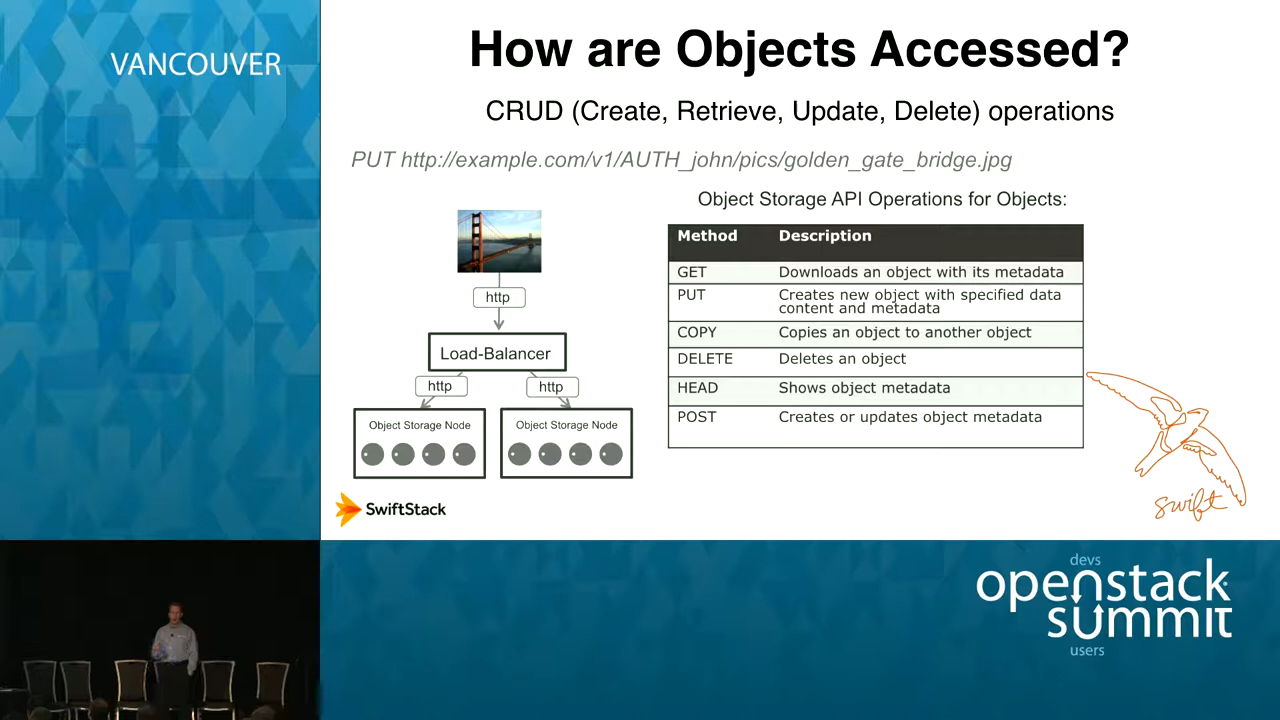 VANCOUVER
How are Objects Accessed?
CRUD (Create, Retrieve, Update, Delete) operations
PUT http://example.com/v1/AUTH_john/pics/golden_gate_bridge.jpg
http
Load-Balancer
http
http
Object Storage Node
Object Storage Node
Object Storage API Operations for Objects:
Method Description
GET Downloads an object with its metadata
PUT Creates new object with specified data
content and metadata
COPY Copies an object to another object
DELETE Deletes an object
HEAD Shows object metadata
POST Creates or updates object metadata
SwiftStack
swift
devs
openstack
summit
users